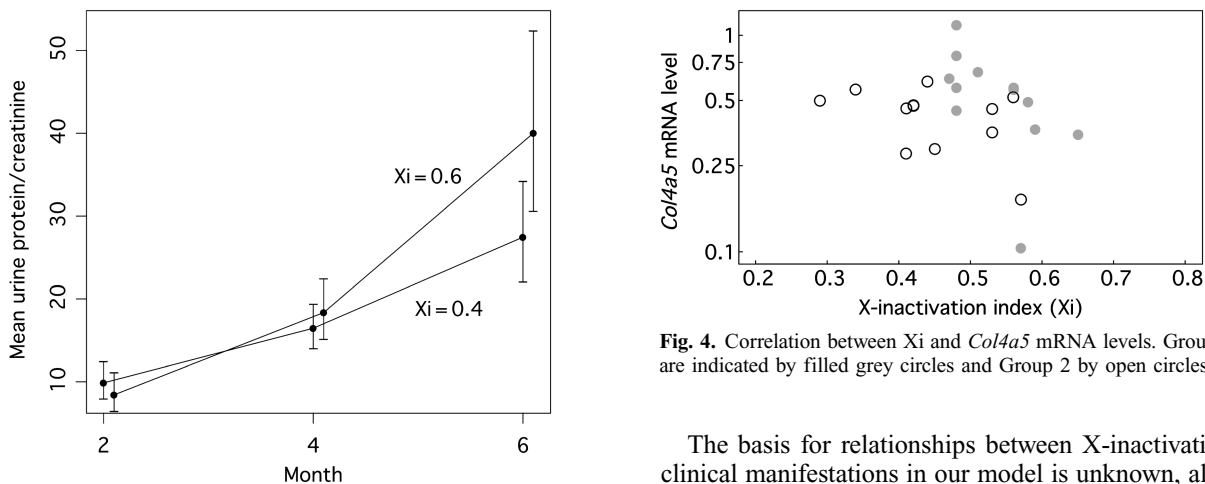 Mean urine protein/creatinine
50
40
30
20
10
Xi = 0.6
Xi = 0.4
2
4
6
Month
Col4a5 mRNA level
1
0.75
0.5
0.25
0.1
0.2
0.3
0.4
0.5
0.6
0.7
0.8
X-inactivation index (Xi)
Fig. 4. Correlation between Xi and Col4a5 mRNA levels. Grou
are indicated by filled grey circles and Group 2 by open circles
The basis for relationships between X-inactivati
clinical manifestations in our model is unknown, al